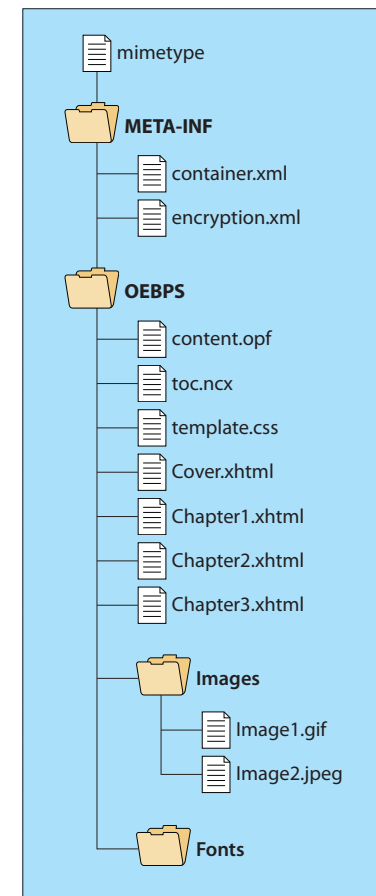 mimetype
META-INF
container.xml
encryption.xml
OEBPS
content.opf
toc.ncx
template.css
Cover.xhtml
Chapter1.xhtml
Chapter2.xhtml
Chapter3.xhtml
Images
Image1.gif
Image2.jpeg
Fonts